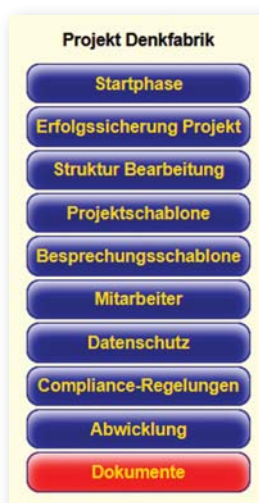 Projekt Denkfabrik
Startphase
Erfolgssicherung Projekt
Struktur Bearbeitung
Projektschablone
Besprechungsschablone
Mitarbeiter
Datenschutz
Compliance-Regelungen
Abwicklung
Dokumente